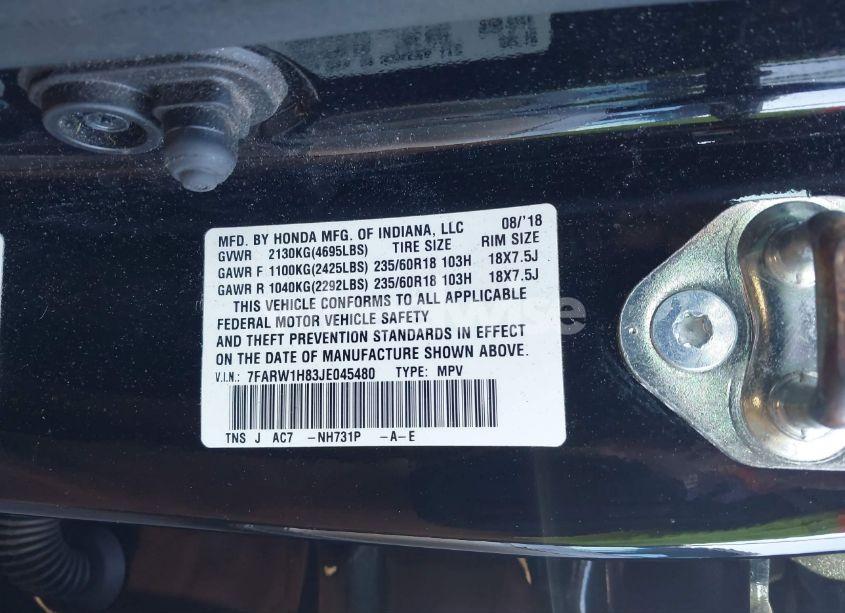 MFD. BY HONDA MFG. OF INDIANA, LLC 08/'18
GVWR 2130KG(4695LBS) TIRE SIZE RIM SIZE
GAWR F 1100KG(2425LBS) 235/60R18 103H 18X7.5J
GAWR R 1040KG(2292LBS) 235/60R18 103H 18X7.5J
THIS VEHICLE CONFORMS TO ALL APPLICABLE
FEDERAL MOTOR VEHICLE SAFETY
AND THEFT PREVENTION STANDARDS IN EFFECT
ON THE DATE OF MANUFACTURE SHOWN ABOVE.
V.I.N.: 7FARW1H83JE045480 TYPE: MPV
TNS J AC7 -NH731P -A-E